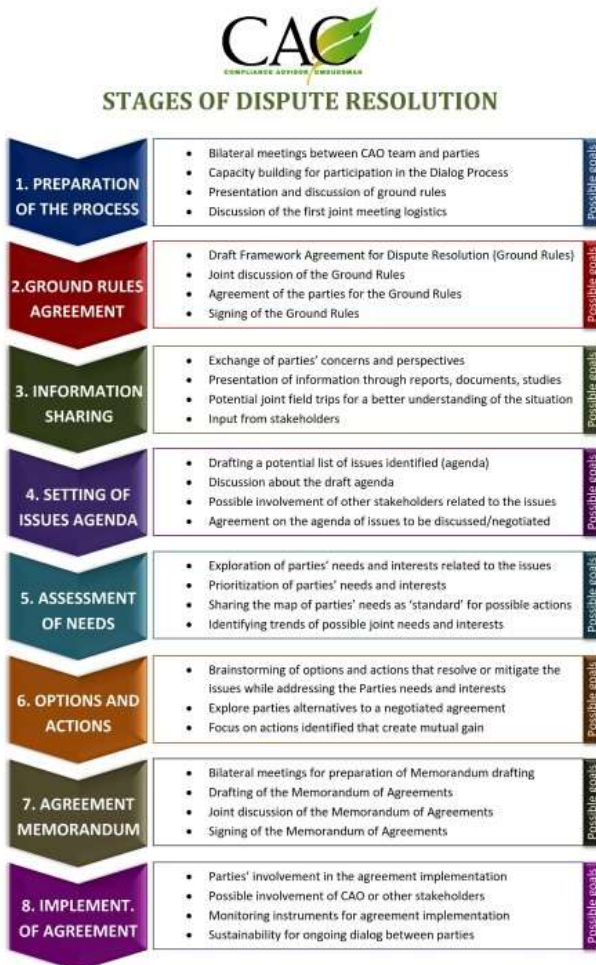 CAO
COMPLIANCE ADVISOR OMBUDSMAN
STAGES OF DISPUTE RESOLUTION
1. PREPARATION
OF THE PROCESS
• Bilateral meetings between CAO team and parties
• Capacity building for participation in the Dialog Process
• Presentation and discussion of ground rules
• Discussion of the first joint meeting logistics
Possible goals
2.GROUND RULES
AGREEMENT
• Draft Framework Agreement for Dispute Resolution (Ground Rules)
• Joint discussion of the Ground Rules
• Agreement of the parties for the Ground Rules
• Signing of the Ground Rules
Possible goals
3. INFORMATION
SHARING
• Exchange of parties' concerns and perspectives
• Presentation of information through reports, documents, studies
• Potential joint field trips for a better understanding of the situation
• Input from stakeholders
Possible goals
4. SETTING OF
ISSUES AGENDA
• Drafting a potential list of issues identified (agenda)
• Discussion about the draft agenda
• Possible involvement of other stakeholders related to the issues
• Agreement on the agenda of issues to be discussed/negotiated
Possible goals
5. ASSESSMENT
OF NEEDS
• Exploration of parties' needs and interests related to the issues
• Prioritization of parties' needs and interests
• Sharing the map of parties' needs as 'standard' for possible actions
• Identifying trends of possible joint needs and interests
Possible goals
6. OPTIONS AND
ACTIONS
• Brainstorming of options and actions that resolve or mitigate the
issues while addressing the Parties needs and interests
• Explore parties alternatives to a negotiated agreement
• Focus on actions identified that create mutual gain
Possible goals
7. AGREEMENT
MEMORANDUM
• Bilateral meetings for preparation of Memorandum drafting
• Drafting of the Memorandum of Agreements
• Joint discussion of the Memorandum of Agreements
• Signing of the Memorandum of Agreements
Possible goals
8. IMPLEMENT.
OF AGREEMENT
• Parties' involvement in the agreement implementation
• Possible involvement of CAO or other stakeholders
• Monitoring instruments for agreement implementation
• Sustainability for ongoing dialog between parties
Possible goals